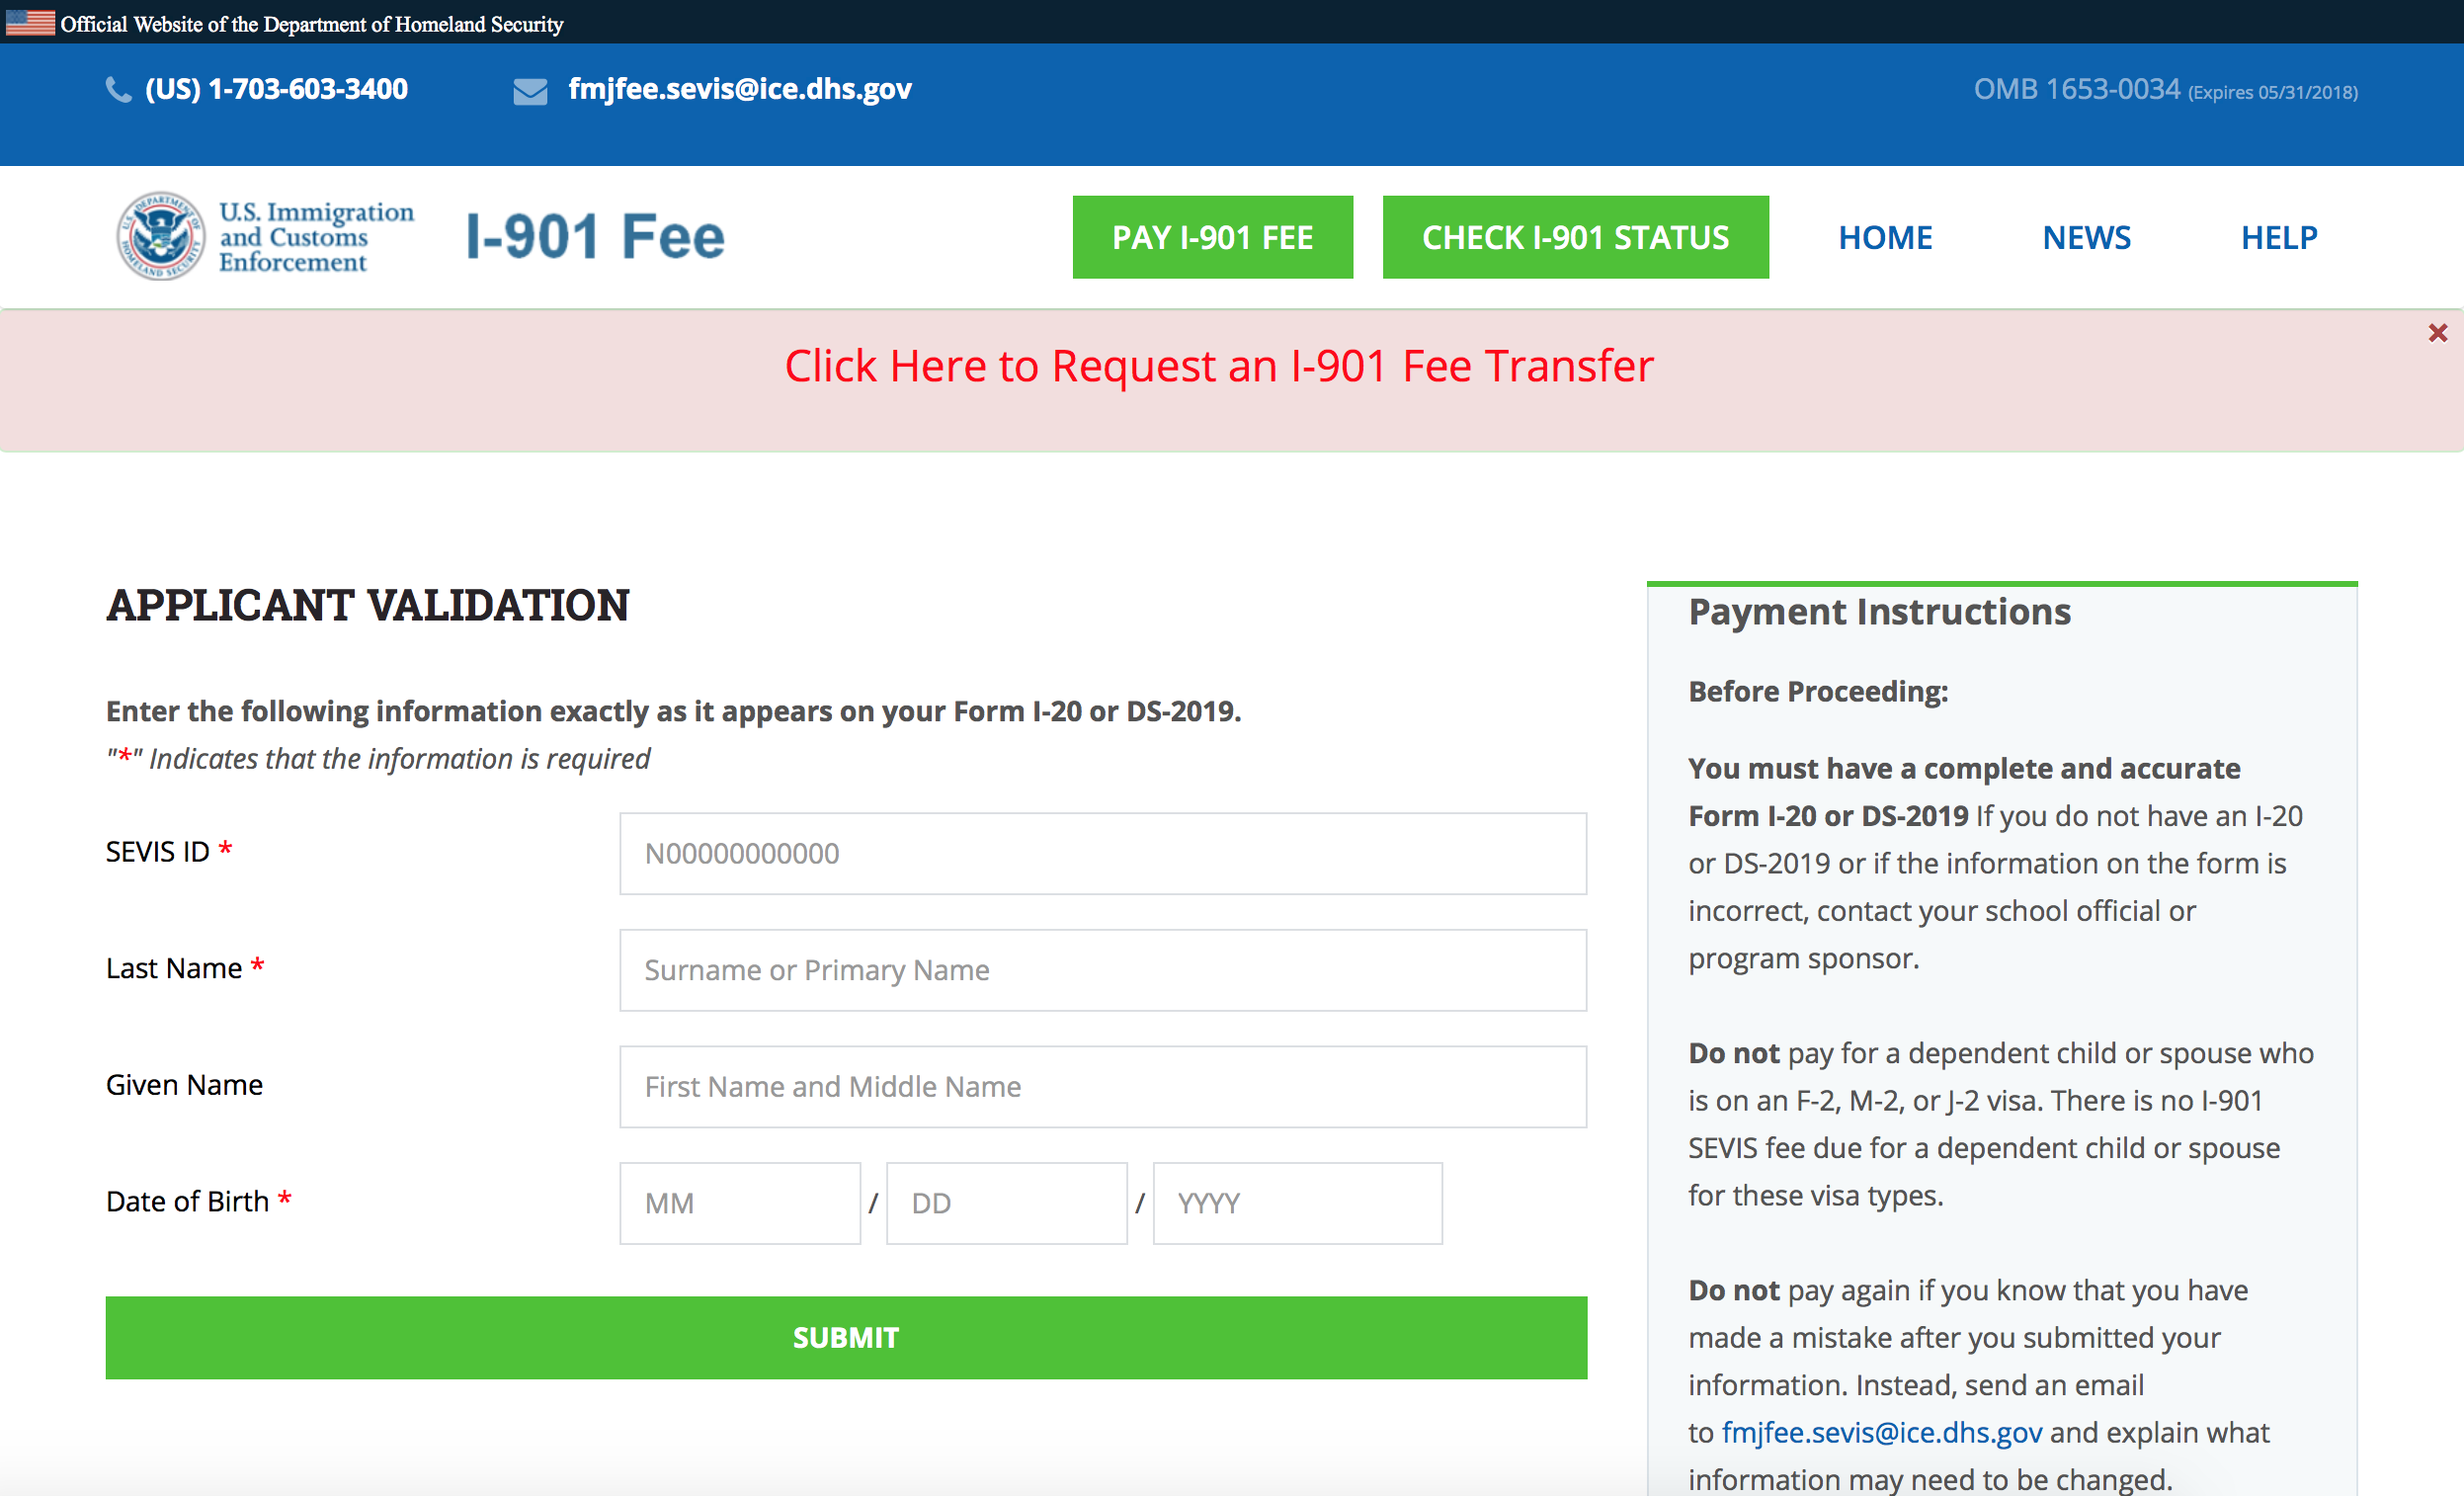 Official Website of the Department of Homeland Security
(US) 1-703-603-3400
fmjfee.sevis@ice.dhs.gov
OMB 1653-0034 (Expires 05/31/2018)
U.S. DEPARTMENT OF HOMELAND SECURITY
U.S. Immigration
and Customs
Enforcement
I-901 Fee
PAY I-901 FEE
CHECK I-901 STATUS
HOME
NEWS
HELP
Click Here to Request an I-901 Fee Transfer
×
APPLICANT VALIDATION
Enter the following information exactly as it appears on your Form I-20 or DS-2019.
"*" Indicates that the information is required
SEVIS ID *
N00000000000
Last Name *
Surname or Primary Name
Given Name
First Name and Middle Name
Date of Birth *
MM / DD / YYYY
SUBMIT
Payment Instructions
Before Proceeding:
You must have a complete and accurate
Form I-20 or DS-2019 If you do not have an I-20
or DS-2019 or if the information on the form is
incorrect, contact your school official or
program sponsor.
Do not pay for a dependent child or spouse who
is on an F-2, M-2, or J-2 visa. There is no I-901
SEVIS fee due for a dependent child or spouse
for these visa types.
Do not pay again if you know that you have
made a mistake after you submitted your
information. Instead, send an email
to fmjfee.sevis@ice.dhs.gov and explain what
information may need to be changed.